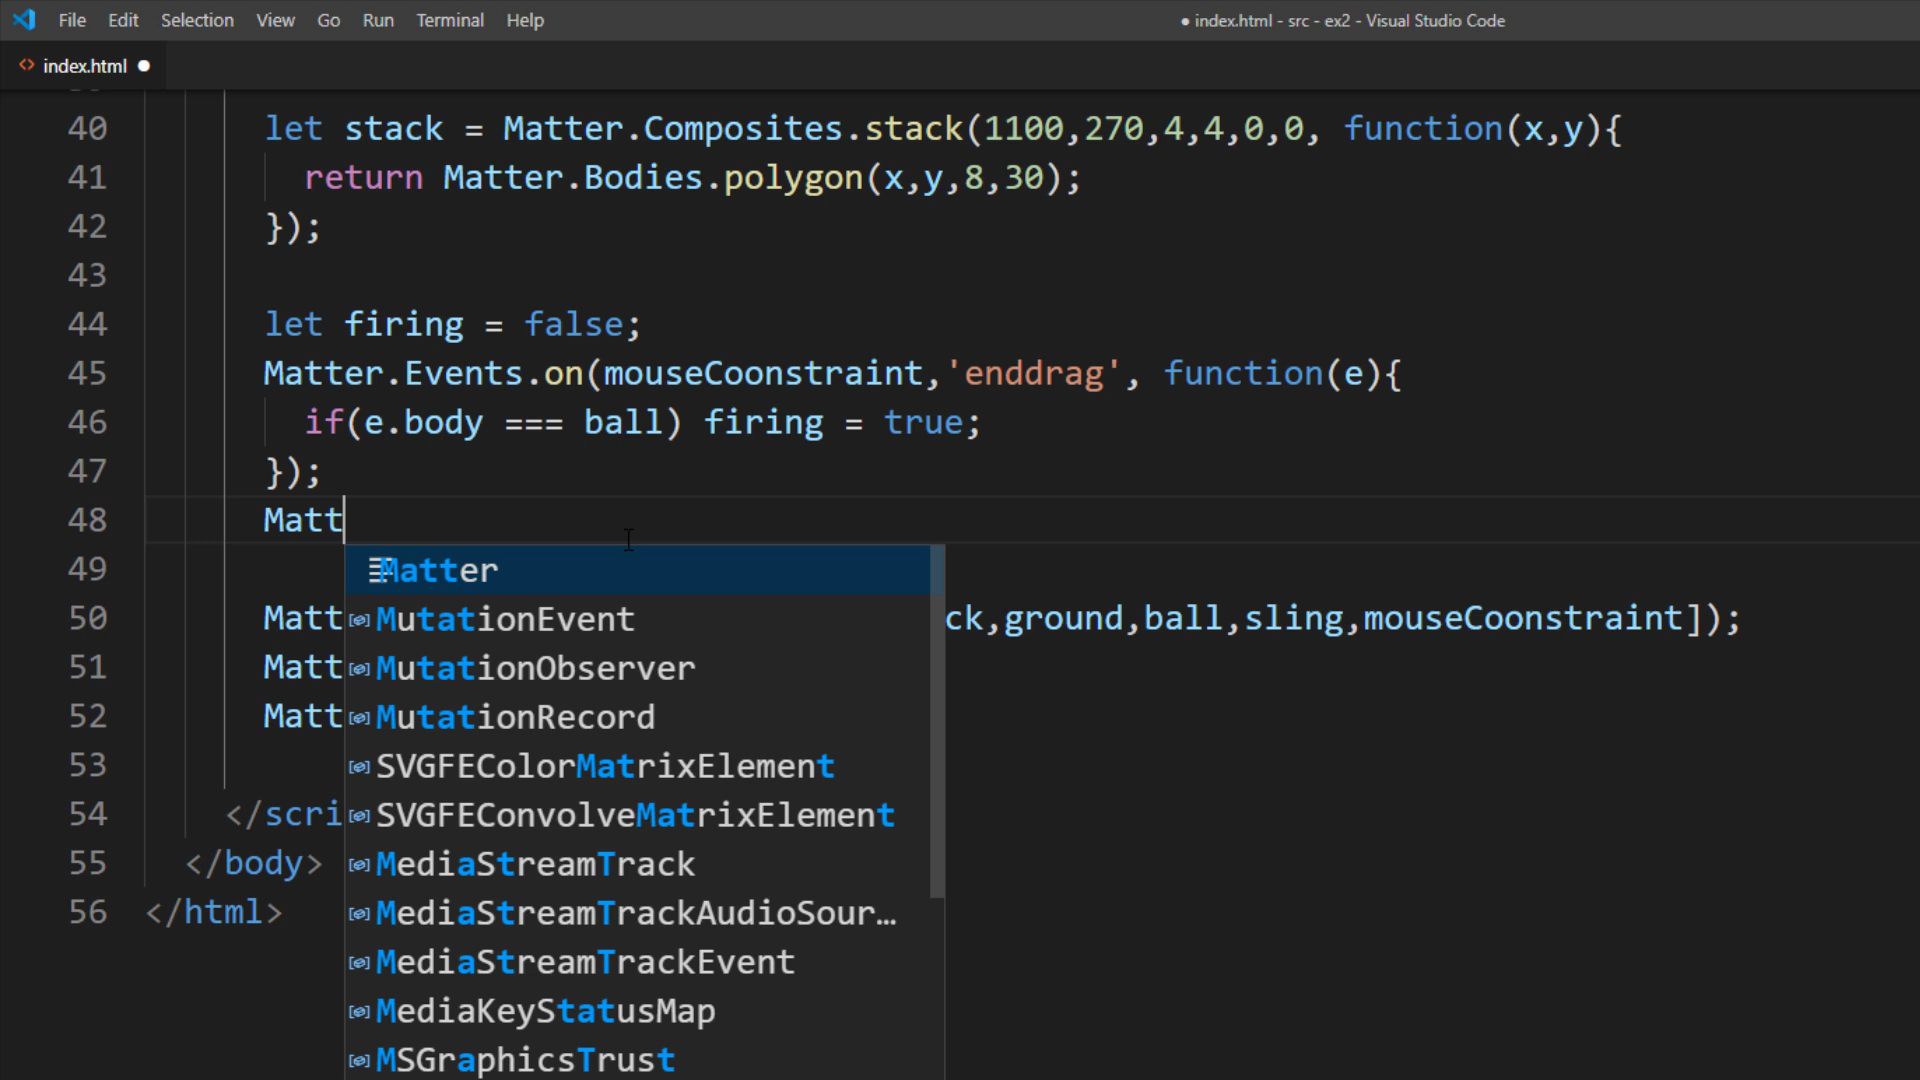 File Edit Selection View Go Run Terminal Help ● index.html - src - ex2 - Visual Studio Code
<> index.html ●
40 let stack = Matter.Composites.stack(1100,270,4,4,0,0, function(x,y){
41 return Matter.Bodies.polygon(x,y,8,30);
42 });
43
44 let firing = false;
45 Matter.Events.on(mouseCoonstraint,'enddrag', function(e){
46 if(e.body === ball) firing = true;
47 });
48 Matt
49 Matter
MutationEvent
50 Matt ck,ground,ball,sling,mouseCoonstraint]);
51 Matt MutationObserver
52 Matt MutationRecord
53 SVGFEColorMatrixElement
54 </scri SVGFEConvolveMatrixElement
55 </body> MediaStreamTrack
56 </html> MediaStreamTrackAudioSour…
MediaStreamTrackEvent
MediaKeyStatusMap
MSGraphicsTrust